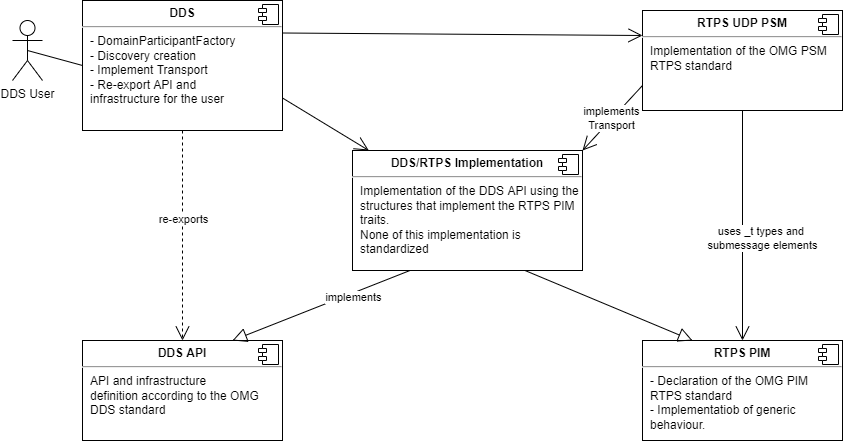 DDS
- DomainParticipantFactory
- Discovery creation
- Implement Transport
- Re-export API and
infrastructure for the user
DDS User
RTPS UDP PSM
Implementation of the OMG PSM
RTPS standard
implements
Transport
DDS/RTPS Implementation
Implementation of the DDS API using the
structures that implement the RTPS PIM
traits.
None of this implementation is
standardized
re-exports
uses _t types and
submessage elements
implements
DDS API
API and infrastructure
definition according to the OMG
DDS standard
RTPS PIM
- Declaration of the OMG PIM
RTPS standard
- Implementatiob of generic
behaviour.